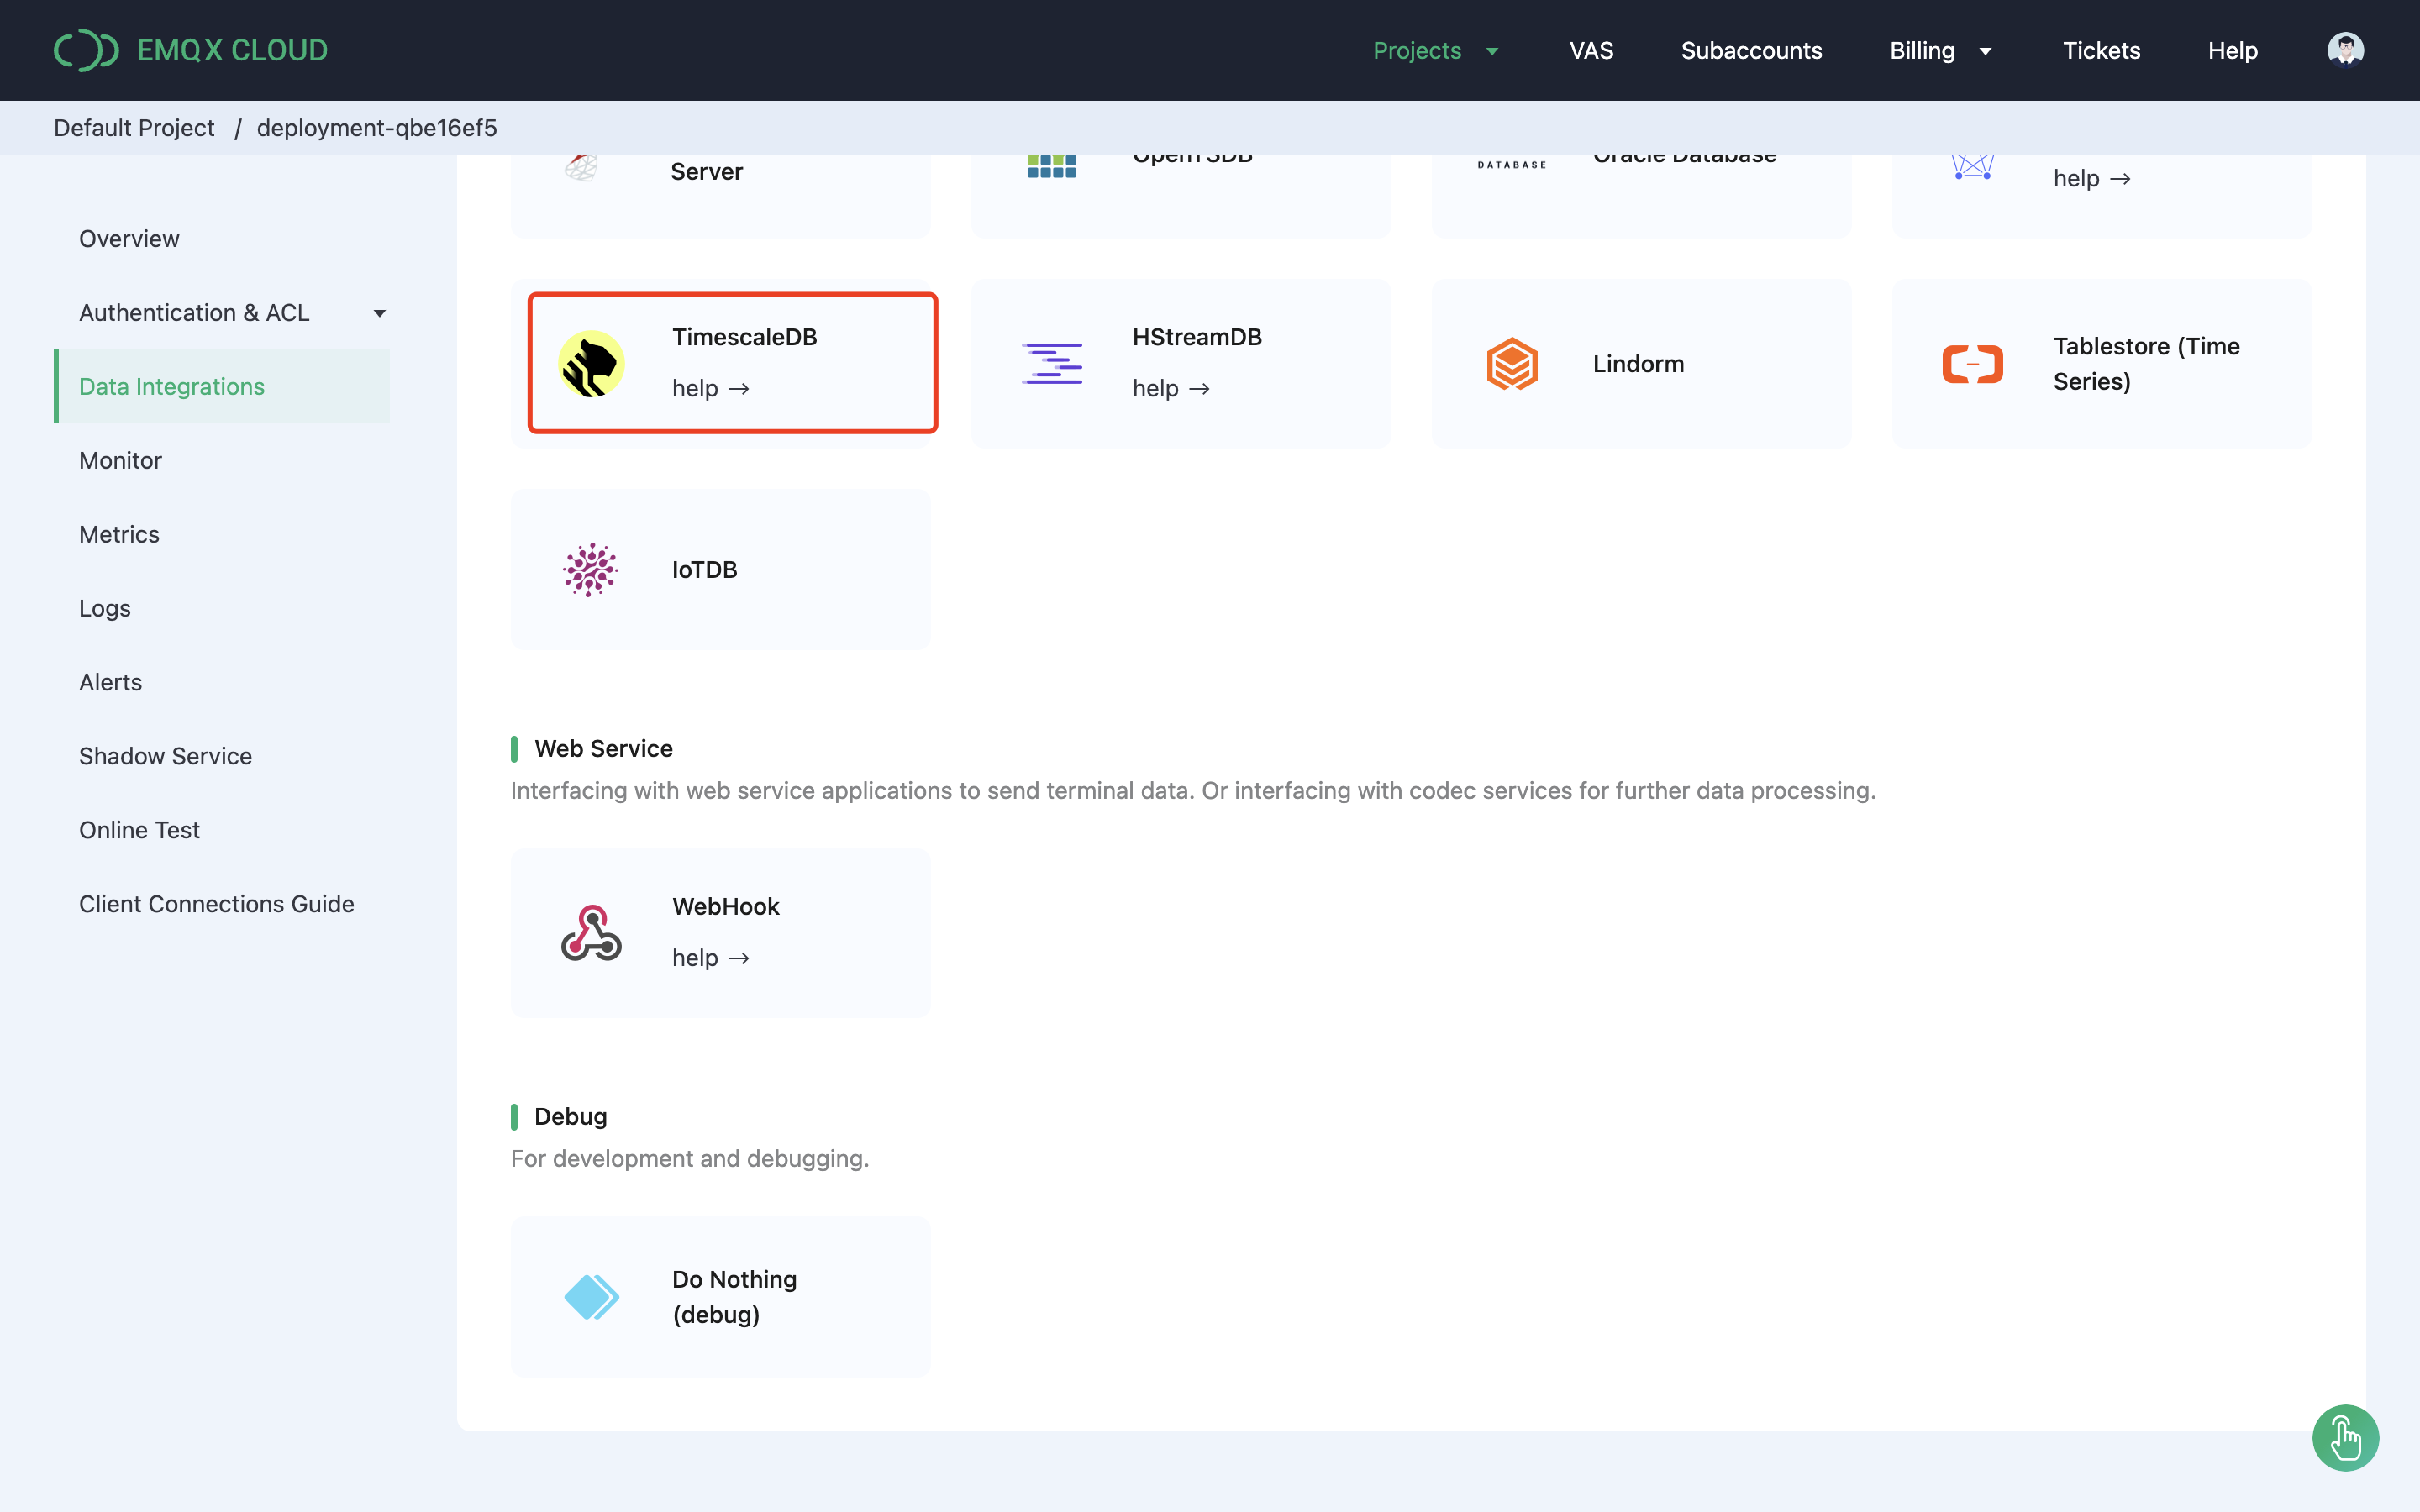 EMQX CLOUD
Projects
VAS
Subaccounts
Billing
Tickets
Help
Default Project / deployment-qbe16ef5
Overview
Authentication & ACL
Data Integrations
Monitor
Metrics
Logs
Alerts
Shadow Service
Online Test
Client Connections Guide
Server
OpenTSDB
DATABASE
Oracle Database
help →
TimescaleDB
help →
HStreamDB
help →
Lindorm
Tablestore (Time
Series)
IoTDB
Web Service
Interfacing with web service applications to send terminal data. Or interfacing with codec services for further data processing.
WebHook
help →
Debug
For development and debugging.
Do Nothing
(debug)